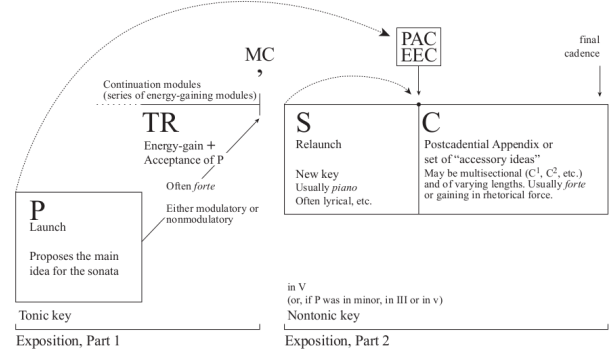 PAC
EEC
final
cadence
MC
,
Continuation modules
(series of energy-gaining modules)
TR
Energy-gain +
Acceptance of P
Often forte
Either modulatory or
nonmodulatory
P
Launch
Proposes the main
idea for the sonata
Tonic key
Exposition, Part 1
S
Relaunch
New key
Usually piano
Often lyrical, etc.
C
Postcadential Appendix or
set of “accessory ideas”
May be multisectional (C¹, C², etc.)
and of varying lengths. Usually forte
or gaining in rhetorical force.
in V
(or, if P was in minor, in III or in v)
Nontonic key
Exposition, Part 2